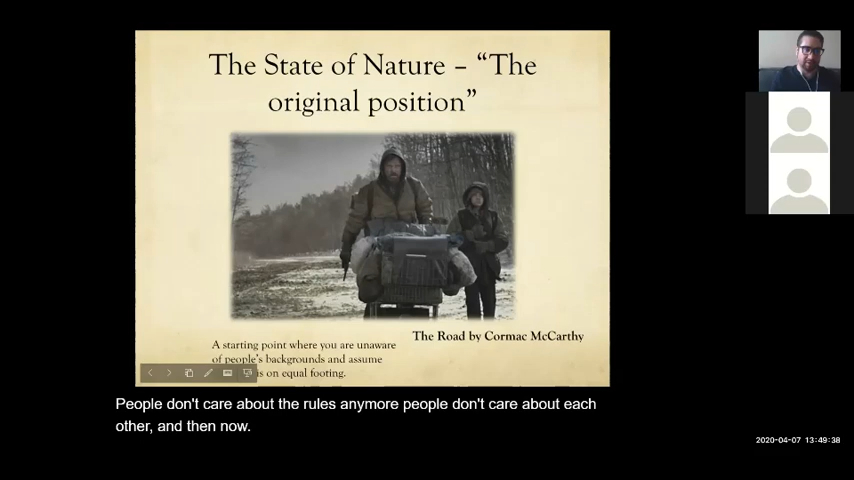 The State of Nature – “The
original position”
The Road by Cormac McCarthy
A starting point where you are unaware
of people’s backgrounds and assume
is on equal footing.
People don't care about the rules anymore people don't care about each
other, and then now.
2020-04-07 13:49:38